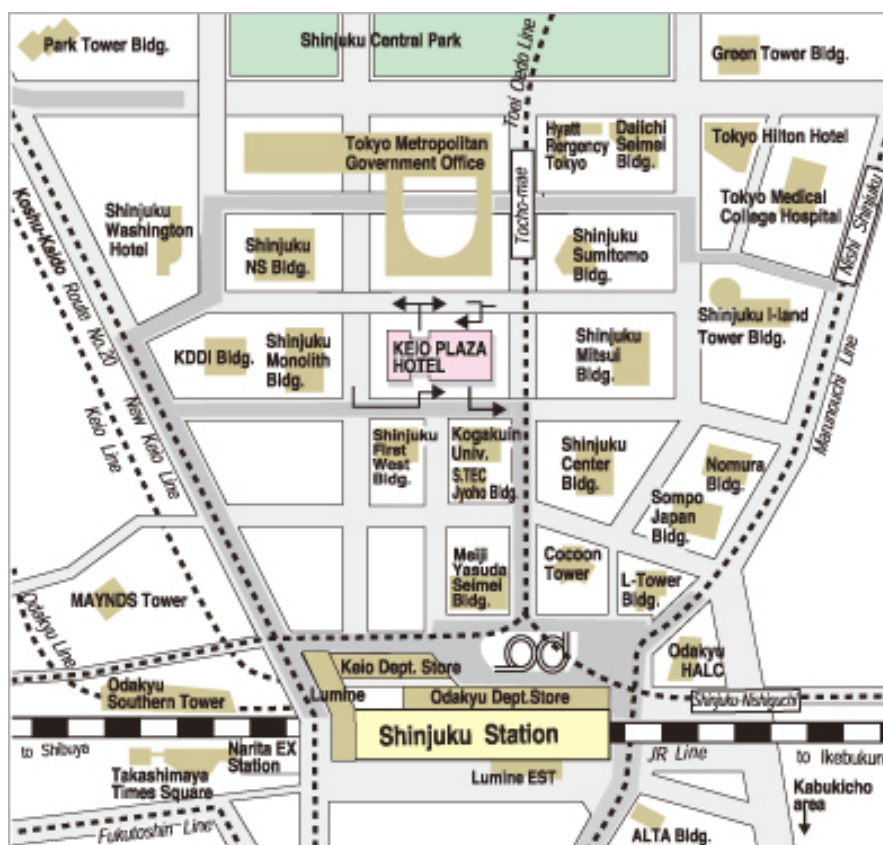 Park Tower Bldg.
Shinjuku Central Park
Green Tower Bldg.
Toei Oedo Line
Tokyo Metropolitan
Government Office
Hyatt
Rergency
Tokyo
Daiichi
Seimei
Bldg.
Tokyo Hilton Hotel
Tokyo Medical
College Hospital
Nishi Shinjuku
Tocho-mae
Koshu-Kaido Route No.20
Shinjuku
Washington
Hotel
Shinjuku
NS Bldg.
Shinjuku
Sumitomo
Bldg.
Shinjuku I-land
Tower Bldg.
KDDI Bldg.
Shinjuku
Monolith
Bldg.
KEIO PLAZA
HOTEL
Shinjuku
Mitsui
Bldg.
Marunouchi Line
Keio Line
New Keio Line
Shinjuku
First
West
Bldg.
Kogakuin
Univ.
S.TEC
Jyoho Bldg.
Shinjuku
Center
Bldg.
Nomura
Bldg.
Sompo
Japan
Bldg.
Meiji
Yasuda
Seimei
Bldg.
Cocoon
Tower
L-Tower
Bldg.
MAYNDS Tower
Odakyu Line
Odakyu
HALC
Keio Dept. Store
Lumine
Odakyu Dept.Store
Odakyu
Southern Tower
Shinjuku-Nishiguchi
Shinjuku Station
to Shibuya
Narita EX
Station
JR Line
to Ikebukuro
Takashimaya
Times Square
Lumine EST
Kabukicho
area
Fukutoshin Line
ALTA Bldg.